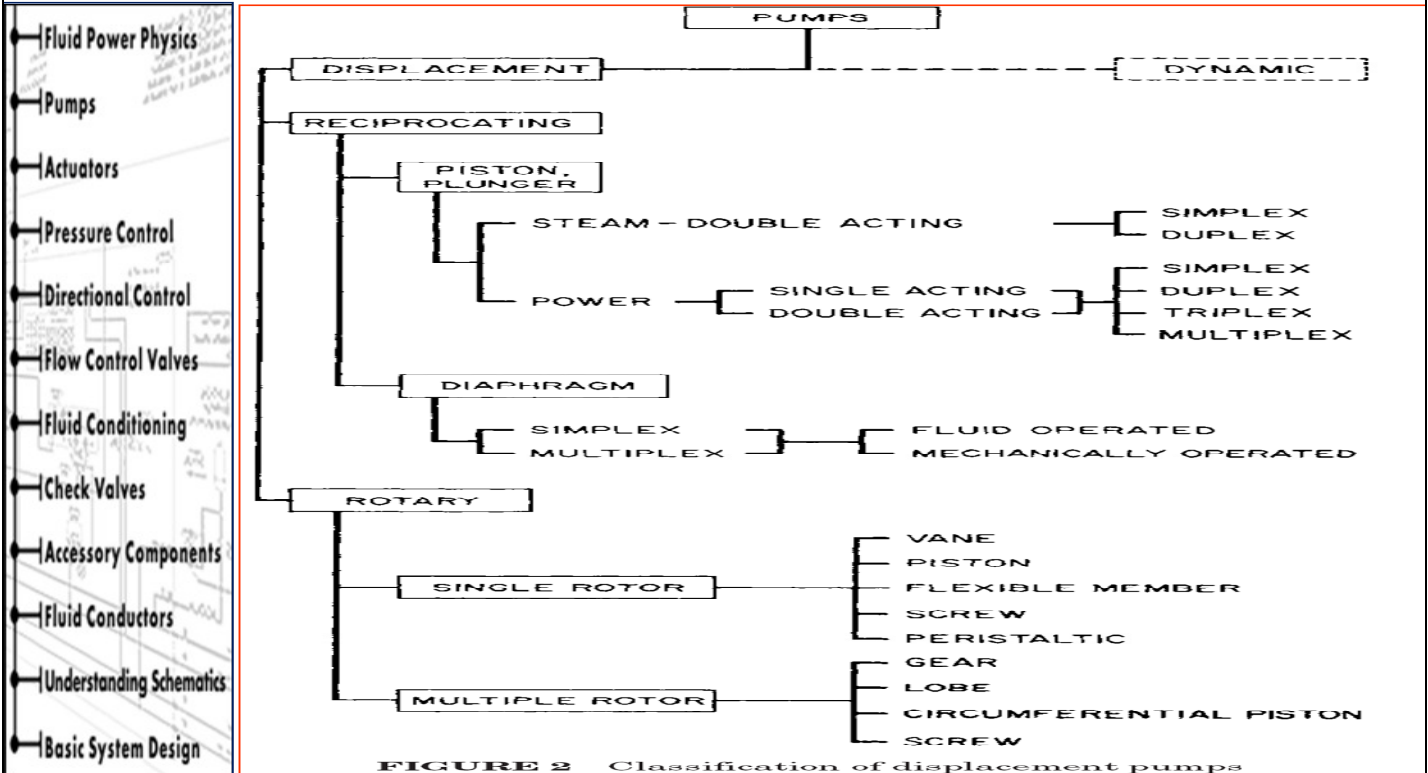 Fluid Power Physics
Pumps
Actuators
Pressure Control
Directional Control
Flow Control Valves
Fluid Conditioning
Check Valves
Accessory Components
Fluid Conductors
Understanding Schematics
Basic System Design
PUMPS
DISPLACEMENT
DYNAMIC
RECIPROCATING
PISTON,
PLUNGER
STEAM – DOUBLE ACTING
SIMPLEX
DUPLEX
POWER
SINGLE ACTING
DOUBLE ACTING
SIMPLEX
DUPLEX
TRIPLEX
MULTIPLEX
DIAPHRAGM
SIMPLEX
MULTIPLEX
FLUID OPERATED
MECHANICALLY OPERATED
ROTARY
SINGLE ROTOR
VANE
PISTON
FLEXIBLE MEMBER
SCREW
PERISTALTIC
MULTIPLE ROTOR
GEAR
LOBE
CIRCUMFERENTIAL PISTON
SCREW
FIGURE 2 Classification of displacement pumps